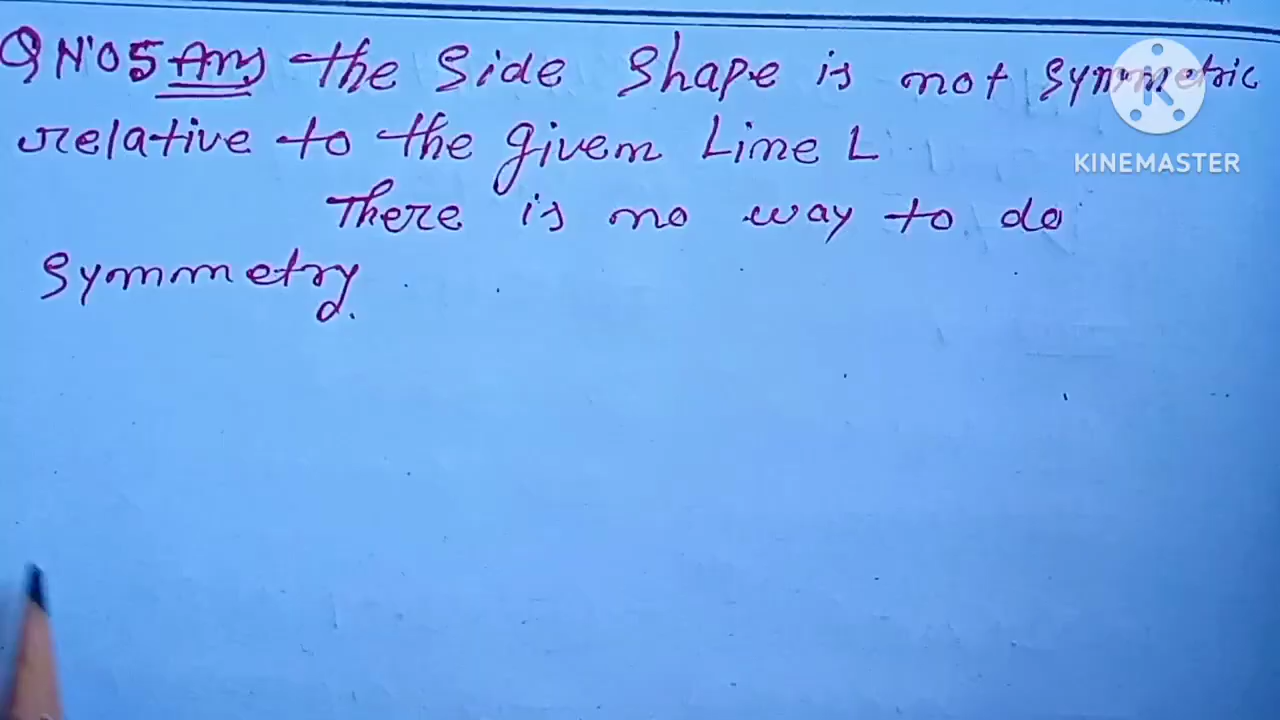 Q N'05 Ans the Side Shape is not Symmetric
relative to the given Line L
There is no way to do
Symmetry.
KINEMASTER